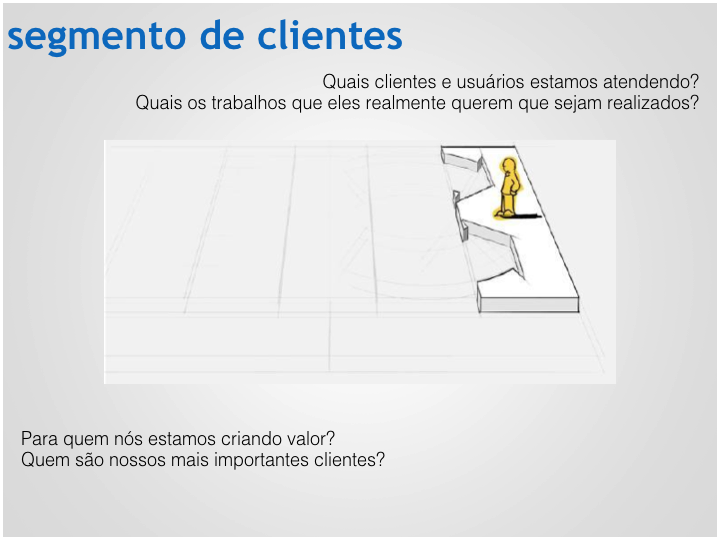 segmento de clientes
Quais clientes e usuários estamos atendendo?
Quais os trabalhos que eles realmente querem que sejam realizados?
Para quem nós estamos criando valor?
Quem são nossos mais importantes clientes?